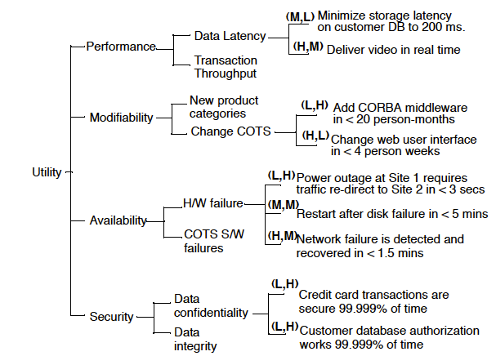 (M,L) Minimize storage latency
on customer DB to 200 ms.
Data Latency
(H,M) Deliver video in real time
Performance
Transaction
Throughput
New product
categories
(L,H) Add CORBA middleware
in < 20 person-months
Modifiability
Change COTS
(H,L) Change web user interface
in < 4 person weeks
Utility
(L,H) Power outage at Site 1 requires
traffic re-direct to Site 2 in < 3 secs
H/W failure
(M,M)
Restart after disk failure in < 5 mins
Availability
COTS S/W
failures
(H,M) Network failure is detected and
recovered in < 1.5 mins
(L,H)
Credit card transactions are
secure 99.999% of time
Data
confidentiality
Security
Data
integrity
(L,H) Customer database authorization
works 99.999% of time